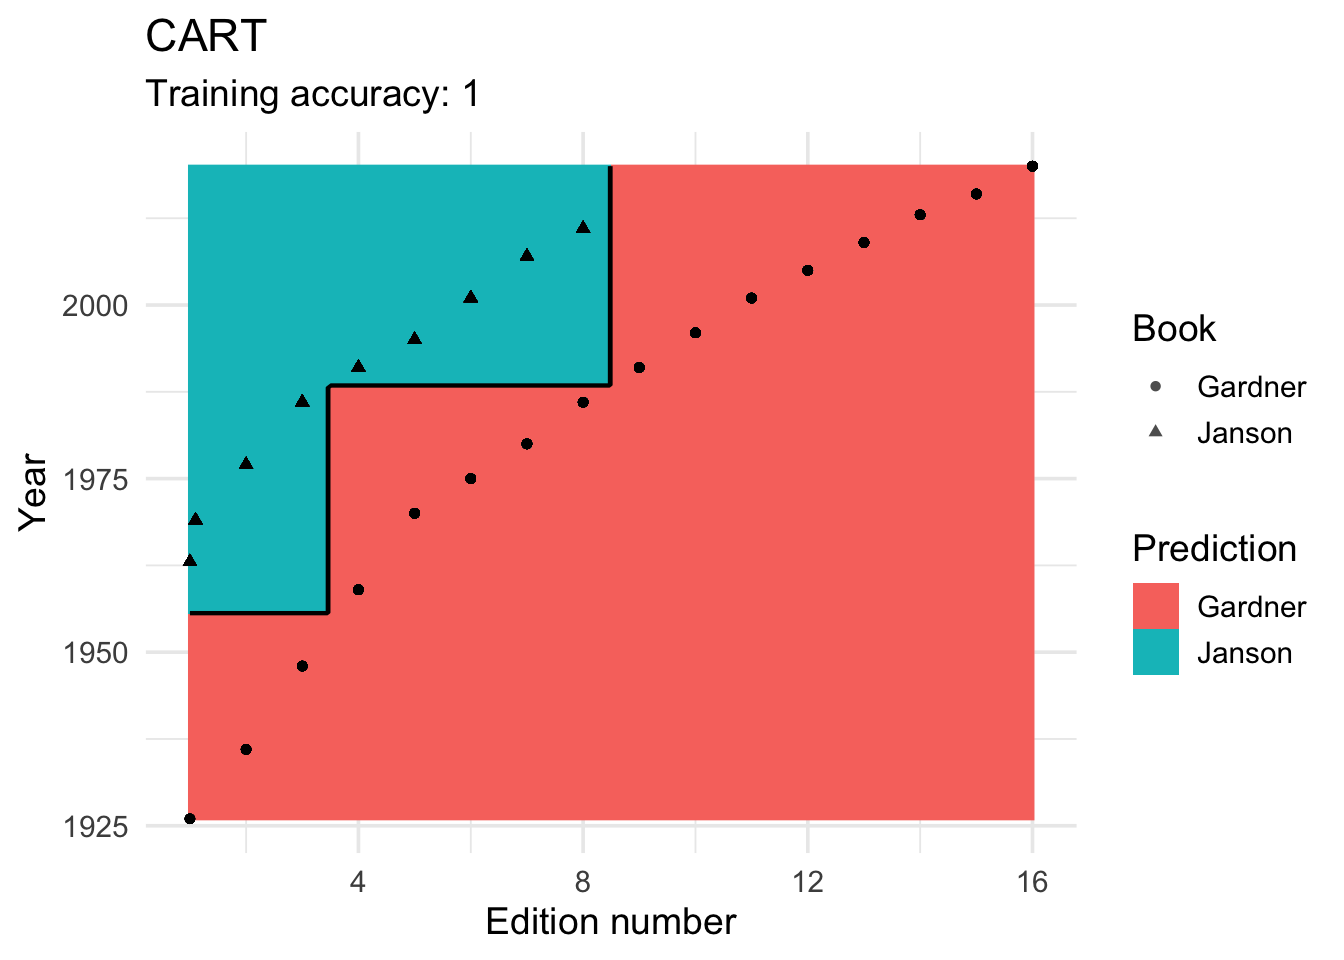 CART
Training accuracy: 1
Year
2000
1975
1950
1925
4 8 12 16
Edition number
Book
Gardner
Janson
Prediction
Gardner
Janson